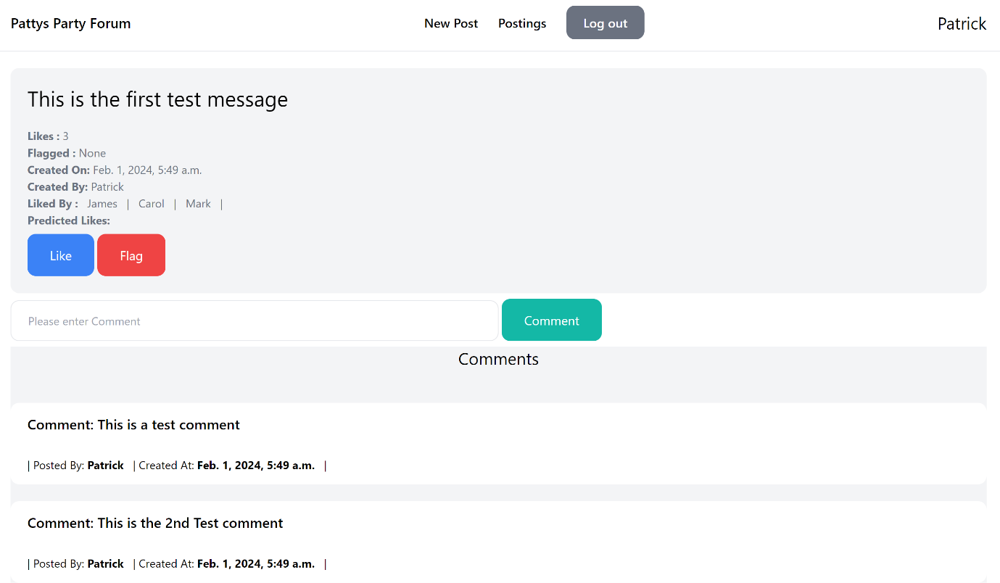 Pattys Party Forum New Post Postings Log out Patrick
This is the first test message
Likes : 3
Flagged : None
Created On: Feb. 1, 2024, 5:49 a.m.
Created By: Patrick
Liked By : James | Carol | Mark |
Predicted Likes:
Like Flag
Please enter Comment Comment
Comments
Comment: This is a test comment
| Posted By: Patrick | Created At: Feb. 1, 2024, 5:49 a.m. |
Comment: This is the 2nd Test comment
| Posted By: Patrick | Created At: Feb. 1, 2024, 5:49 a.m. |